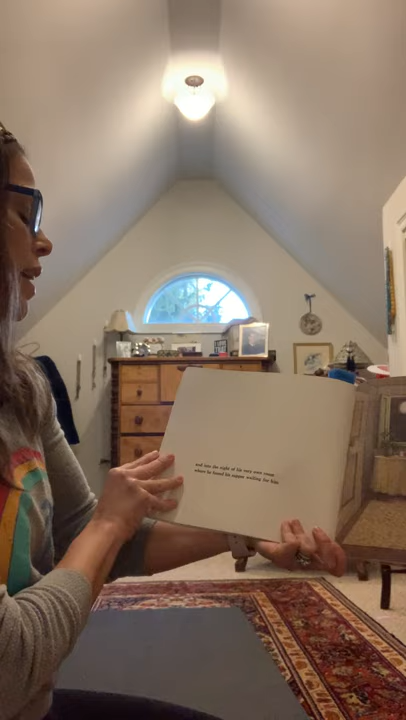 and into the night of his very own room
where he found his supper waiting for him